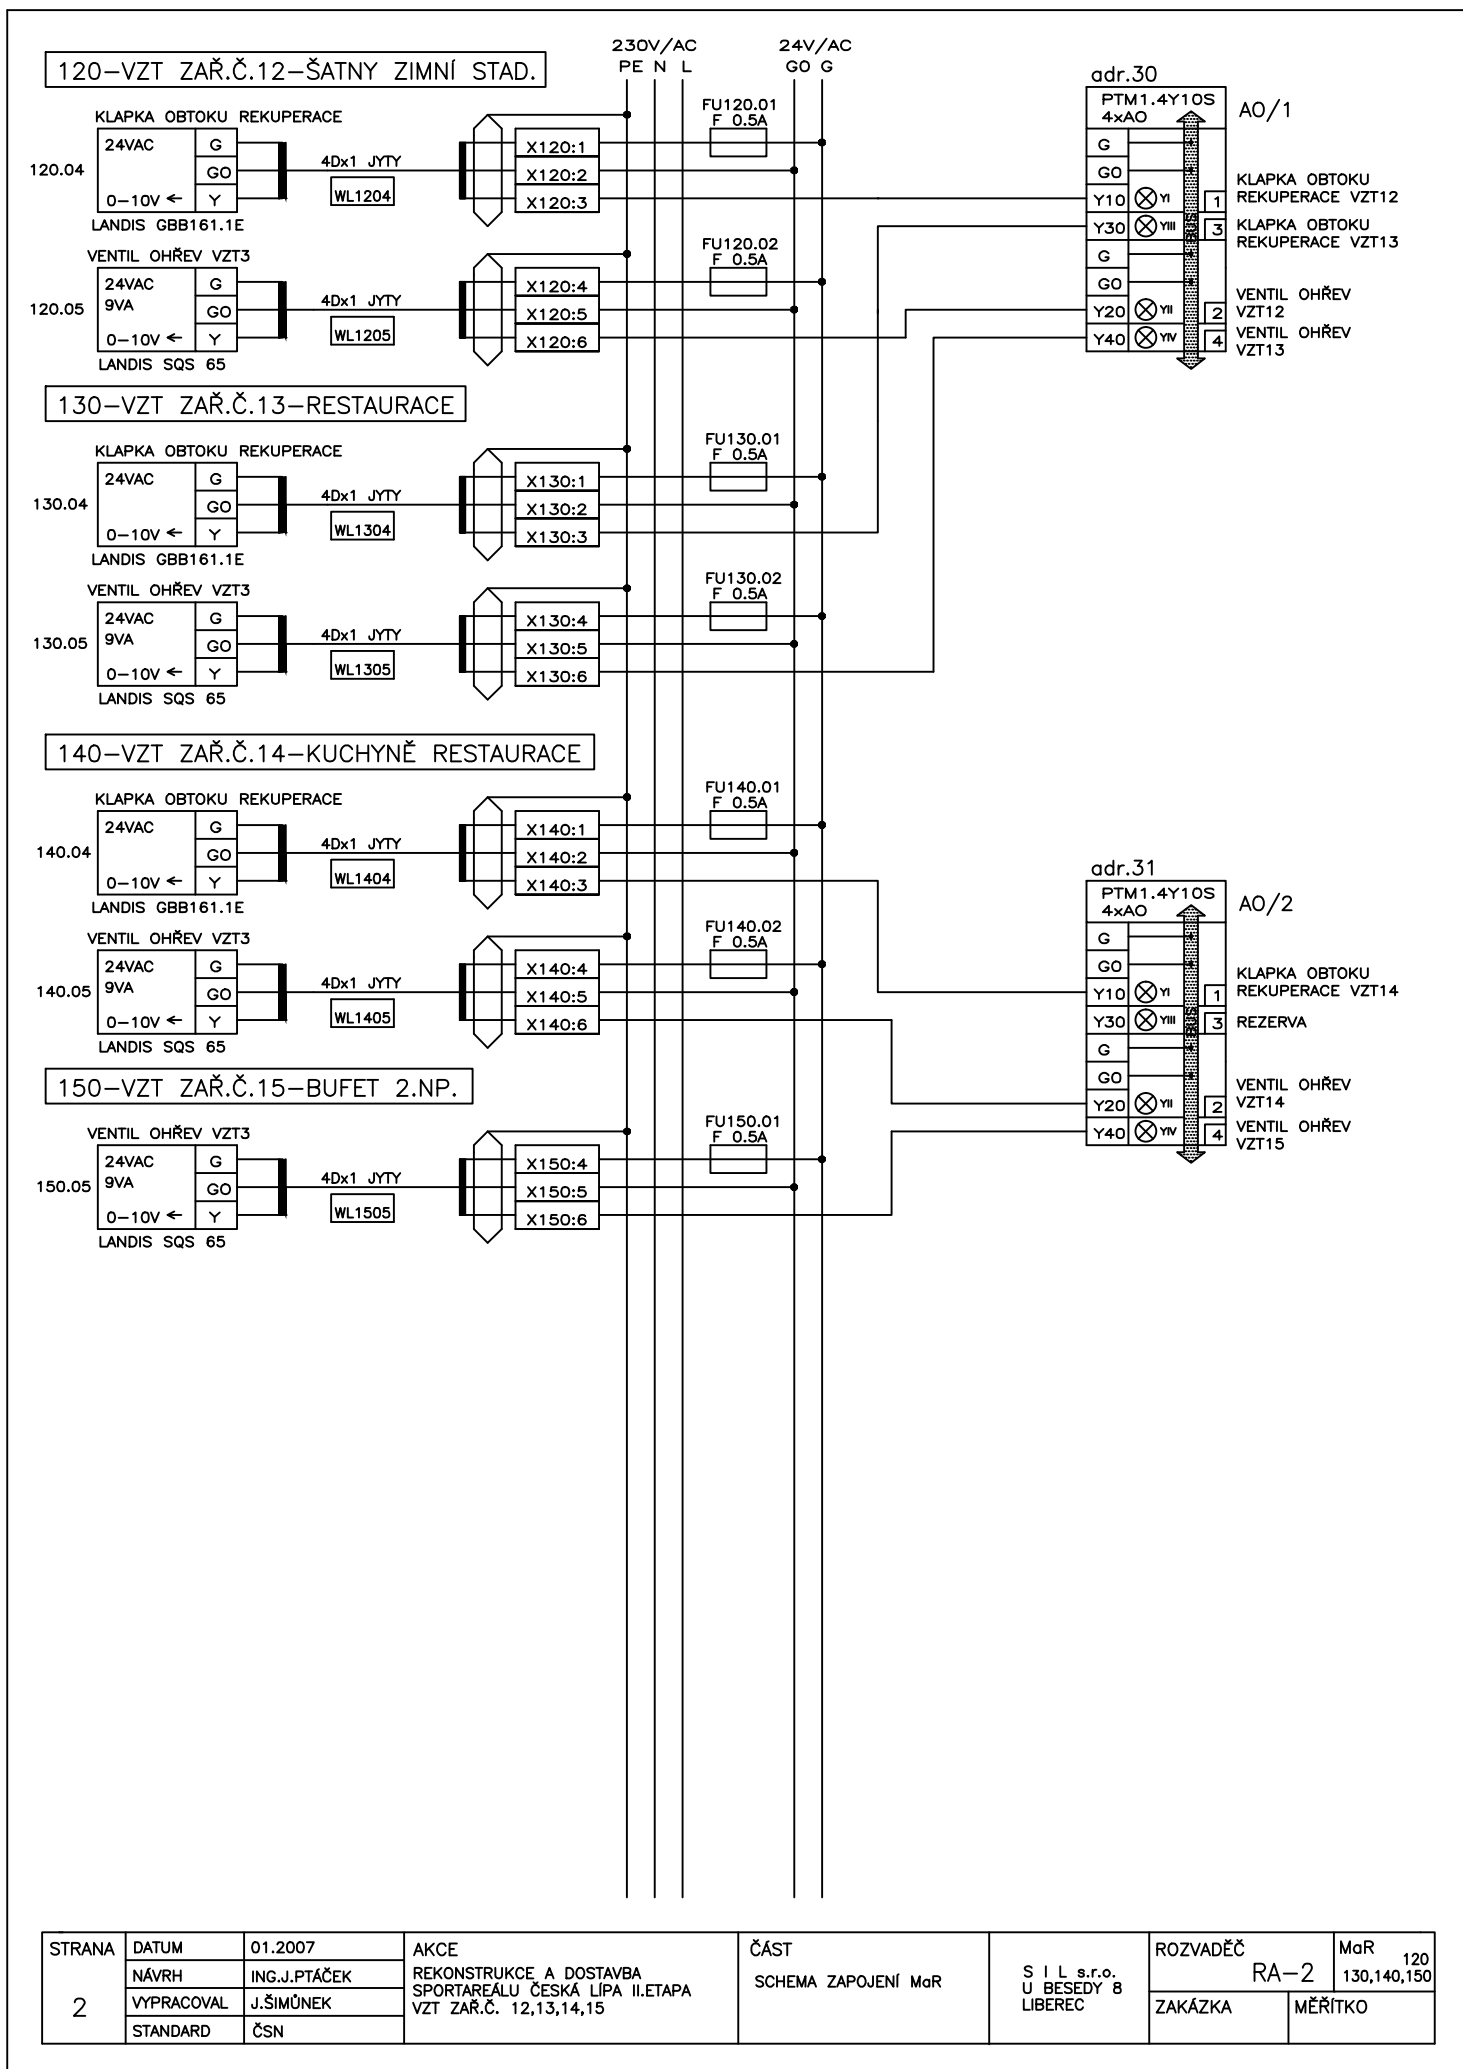 230V/AC
PE N L
24V/AC
GO G
120-VZT ZAŘ.Č.12-ŠATNY ZIMNÍ STAD.
KLAPKA OBTOKU REKUPERACE
120.04
24VAC
0-10V ←
G
GO
Y
LANDIS GBB161.1E
4Dx1 JYTY
WL1204
X120:1
X120:2
X120:3
FU120.01
F 0.5A
VENTIL OHŘEV VZT3
120.05
24VAC
9VA
0-10V ←
G
GO
Y
LANDIS SQS 65
4Dx1 JYTY
WL1205
X120:4
X120:5
X120:6
FU120.02
F 0.5A
adr.30
PTM1.4Y10S
4xAO
AO/1
G
GO
Y10 YI 1
KLAPKA OBTOKU
REKUPERACE VZT12
Y30 YIII 3
KLAPKA OBTOKU
REKUPERACE VZT13
G
GO
Y20 YII 2
VENTIL OHŘEV
VZT12
Y40 YIV 4
VENTIL OHŘEV
VZT13
BUS
130-VZT ZAŘ.Č.13-RESTAURACE
KLAPKA OBTOKU REKUPERACE
130.04
24VAC
0-10V ←
G
GO
Y
LANDIS GBB161.1E
4Dx1 JYTY
WL1304
X130:1
X130:2
X130:3
FU130.01
F 0.5A
VENTIL OHŘEV VZT3
130.05
24VAC
9VA
0-10V ←
G
GO
Y
LANDIS SQS 65
4Dx1 JYTY
WL1305
X130:4
X130:5
X130:6
FU130.02
F 0.5A
140-VZT ZAŘ.Č.14-KUCHYNĚ RESTAURACE
KLAPKA OBTOKU REKUPERACE
140.04
24VAC
0-10V ←
G
GO
Y
LANDIS GBB161.1E
4Dx1 JYTY
WL1404
X140:1
X140:2
X140:3
FU140.01
F 0.5A
VENTIL OHŘEV VZT3
140.05
24VAC
9VA
0-10V ←
G
GO
Y
LANDIS SQS 65
4Dx1 JYTY
WL1405
X140:4
X140:5
X140:6
FU140.02
F 0.5A
adr.31
PTM1.4Y10S
4xAO
AO/2
G
GO
Y10 YI 1
KLAPKA OBTOKU
REKUPERACE VZT14
Y30 YIII 3
REZERVA
G
GO
Y20 YII 2
VENTIL OHŘEV
VZT14
Y40 YIV 4
VENTIL OHŘEV
VZT15
BUS
150-VZT ZAŘ.Č.15-BUFET 2.NP.
VENTIL OHŘEV VZT3
150.05
24VAC
9VA
0-10V ←
G
GO
Y
LANDIS SQS 65
4Dx1 JYTY
WL1505
X150:4
X150:5
X150:6
FU150.01
F 0.5A
STRANA
2
DATUM 01.2007
NÁVRH ING.J.PTÁČEK
VYPRACOVAL J.ŠIMŮNEK
STANDARD ČSN
AKCE
REKONSTRUKCE A DOSTAVBA
SPORTAREÁLU ČESKÁ LÍPA II.ETAPA
VZT ZAŘ.Č. 12,13,14,15
ČÁST
SCHEMA ZAPOJENÍ MaR
S I L s.r.o.
U BESEDY 8
LIBEREC
ROZVADĚČ
RA-2
MaR
120
130,140,150
ZAKÁZKA
MĚŘÍTKO